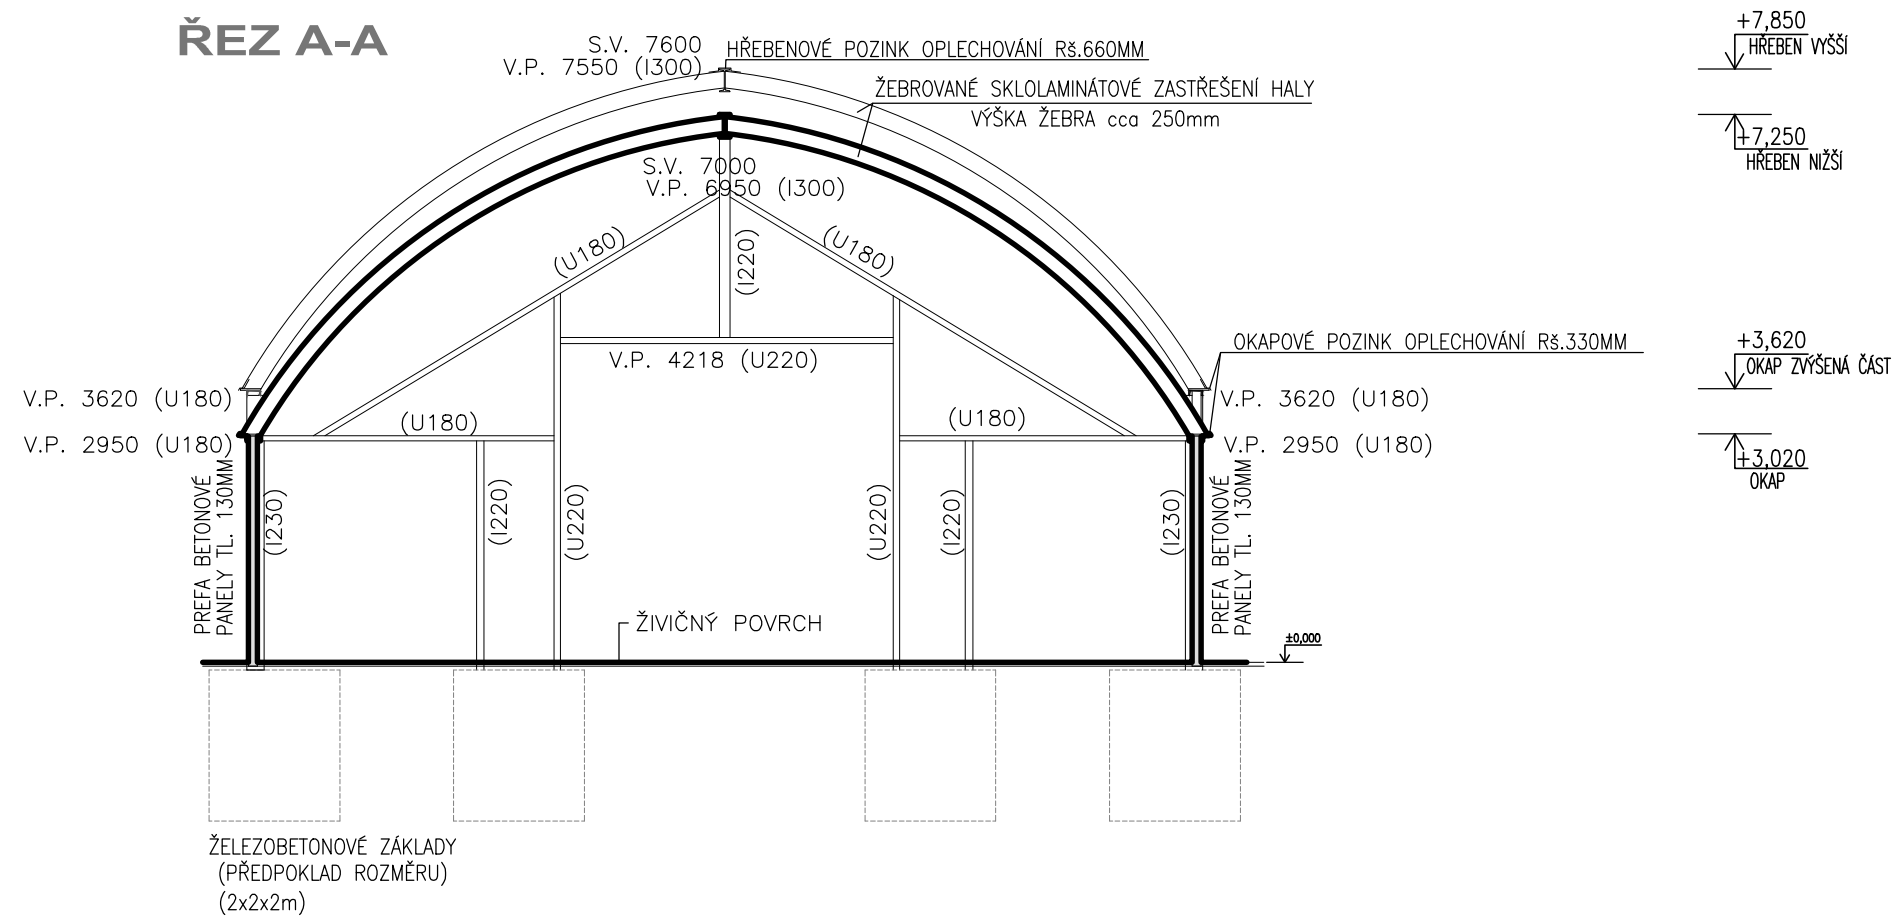 ŘEZ A-A
S.V. 7600
V.P. 7550 (I300)
HŘEBENOVÉ POZINK OPLECHOVÁNÍ Rš.660MM
ŽEBROVANÉ SKLOLAMINÁTOVÉ ZASTŘEŠENÍ HALY
VÝŠKA ŽEBRA cca 250mm
+7,850
HŘEBEN VYŠŠÍ
+7,250
HŘEBEN NIŽŠÍ
S.V. 7000
V.P. 6950 (I300)
(U180)
(I220)
(U180)
V.P. 4218 (U220)
OKAPOVÉ POZINK OPLECHOVÁNÍ Rš.330MM
+3,620
OKAP ZVÝŠENÁ ČÁST
V.P. 3620 (U180)
V.P. 2950 (U180)
(U180)
(U180)
V.P. 3620 (U180)
V.P. 2950 (U180)
+3,020
OKAP
PREFA BETONOVÉ
PANELY TL. 130MM
(I230)
(I220)
(U220)
(U220)
(I220)
(I230)
PREFA BETONOVÉ
PANELY TL. 130MM
ŽIVIČNÝ POVRCH
±0,000
ŽELEZOBETONOVÉ ZÁKLADY
(PŘEDPOKLAD ROZMĚRU)
(2x2x2m)